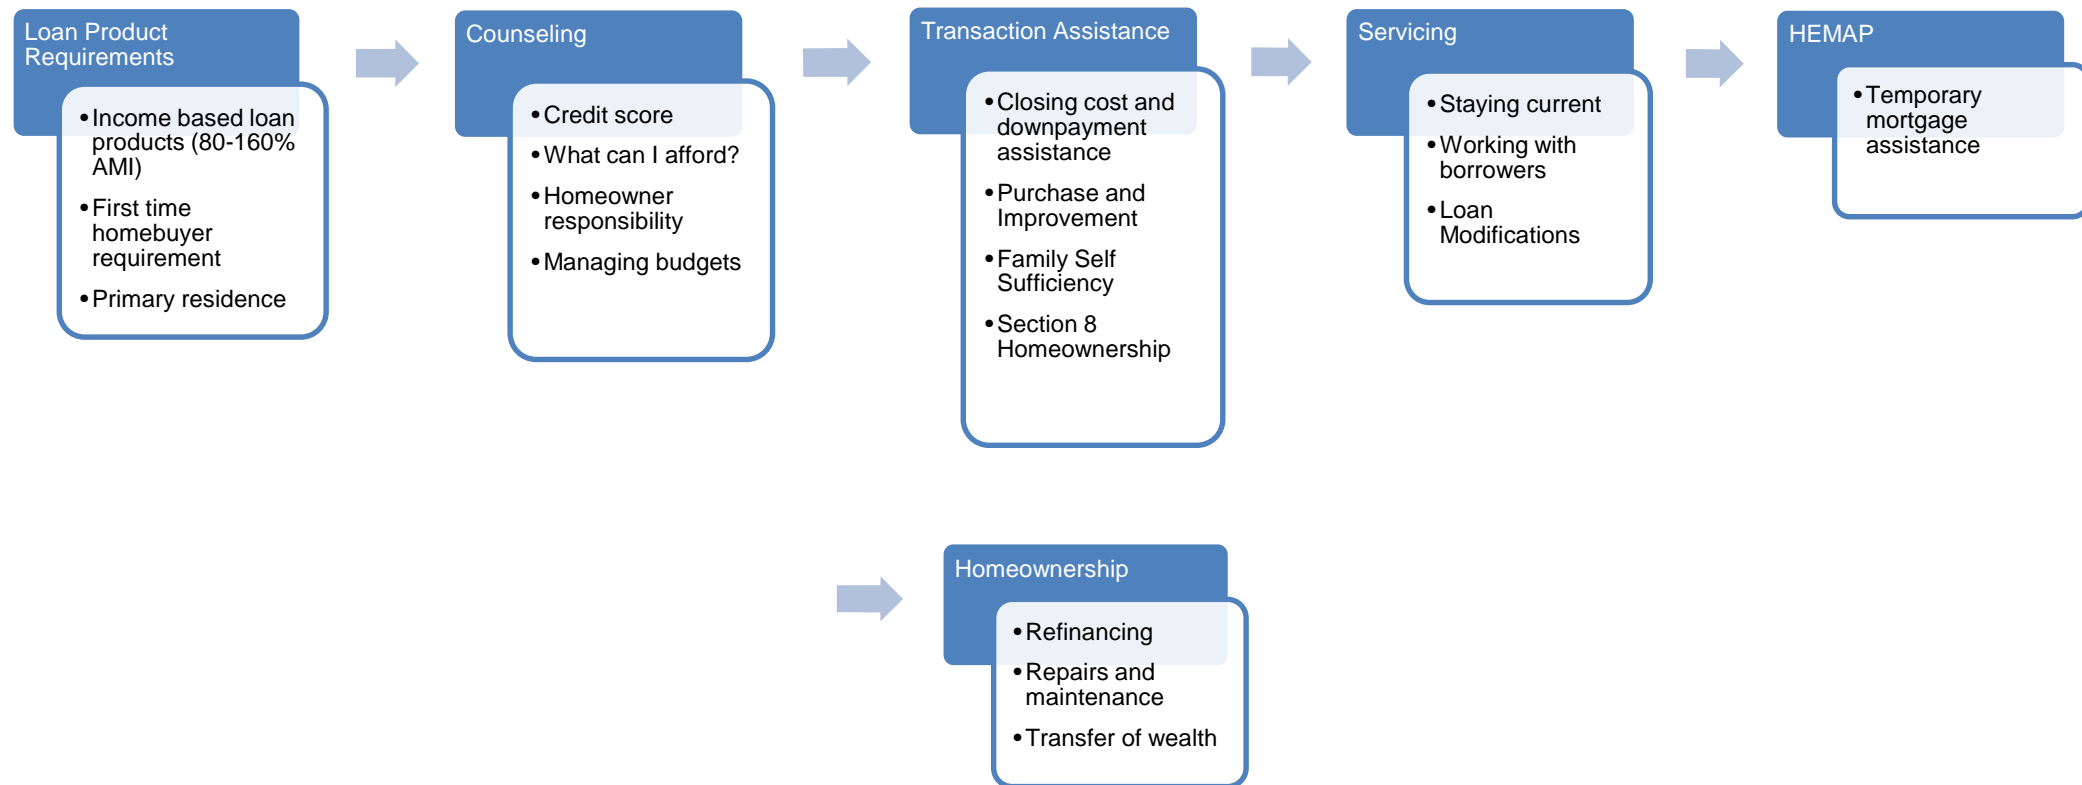 Loan Product
Requirements
•Income based loan
products (80-160%
AMI)
•First time
homebuyer
requirement
•Primary residence
Counseling
•Credit score
•What can I afford?
•Homeowner
responsibility
•Managing budgets
Transaction Assistance
•Closing cost and
downpayment
assistance
•Purchase and
Improvement
•Family Self
Sufficiency
•Section 8
Homeownership
Servicing
•Staying current
•Working with
borrowers
•Loan
Modifications
HEMAP
•Temporary
mortgage
assistance
Homeownership
•Refinancing
•Repairs and
maintenance
•Transfer of wealth